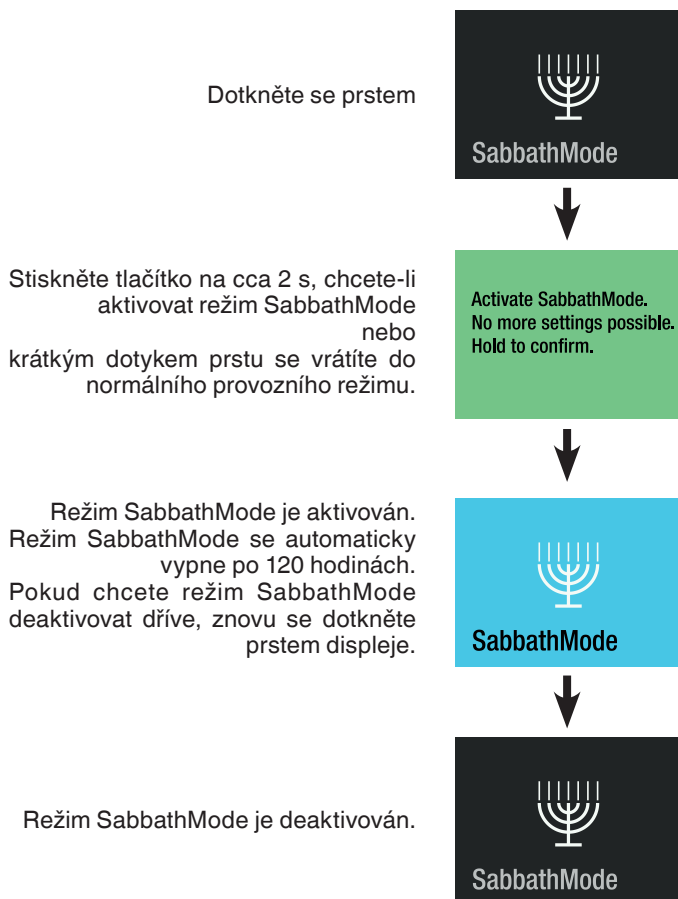 Dotkněte se prstem
SabbathMode
Stiskněte tlačítko na cca 2 s, chcete-li
aktivovat režim SabbathMode
nebo
krátkým dotykem prstu se vrátíte do
normálního provozního režimu.
Activate SabbathMode.
No more settings possible.
Hold to confirm.
Režim SabbathMode je aktivován.
Režim SabbathMode se automaticky
vypne po 120 hodinách.
Pokud chcete režim SabbathMode
deaktivovat dříve, znovu se dotkněte
prstem displeje.
SabbathMode
Režim SabbathMode je deaktivován.
SabbathMode